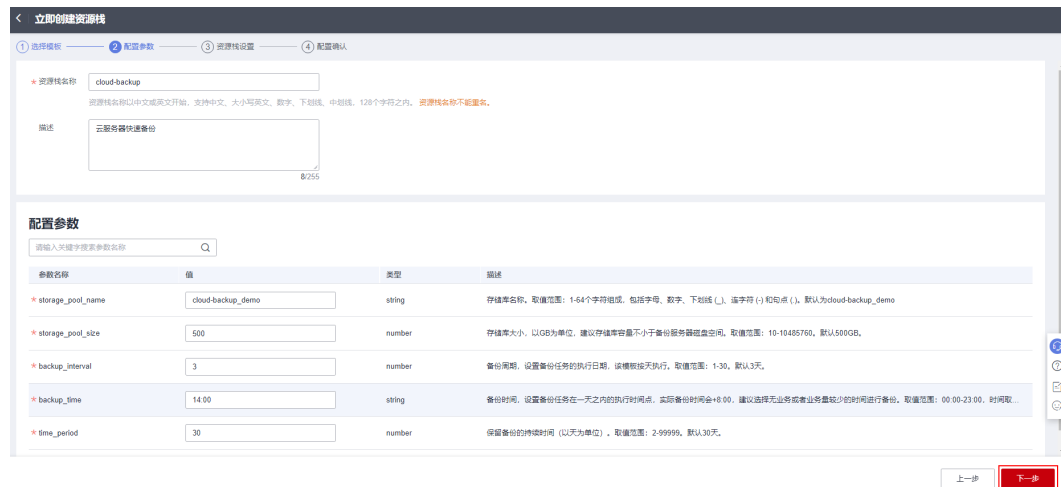 < 立即创建资源栈
1 选择模板 2 配置参数 3 资源栈设置 4 配置确认
* 资源栈名称 cloud-backup
资源栈名称以中文或英文开始，支持中文、大小写英文、数字、下划线、中划线，128个字符之内。 资源栈名称不能重名。
描述 云服务器快速备份
8/255
配置参数
请输入关键字搜索参数名称
参数名称 值 类型 描述
* storage_pool_name cloud-backup_demo string 存储库名称。取值范围：1-64个字符组成，包括字母、数字、下划线 (_)、连字符 (-) 和句点 (.)。默认为cloud-backup_demo
* storage_pool_size 500 number 存储库大小，以GB为单位，建议存储库容量不小于备份服务器磁盘空间。取值范围：10-10485760。默认500GB。
* backup_interval 3 number 备份周期，设置备份任务的执行日期，该模板按天执行。取值范围：1-30。默认3天。
* backup_time 14:00 string 备份时间，设置备份任务在一天之内的执行时间点，实际备份时间会+8:00，建议选择无业务或者业务量较少的时间进行备份。取值范围：00:00-23:00，时间取...
* time_period 30 number 保留备份的持续时间（以天为单位）。取值范围：2-99999。默认30天。
上一步 下一步